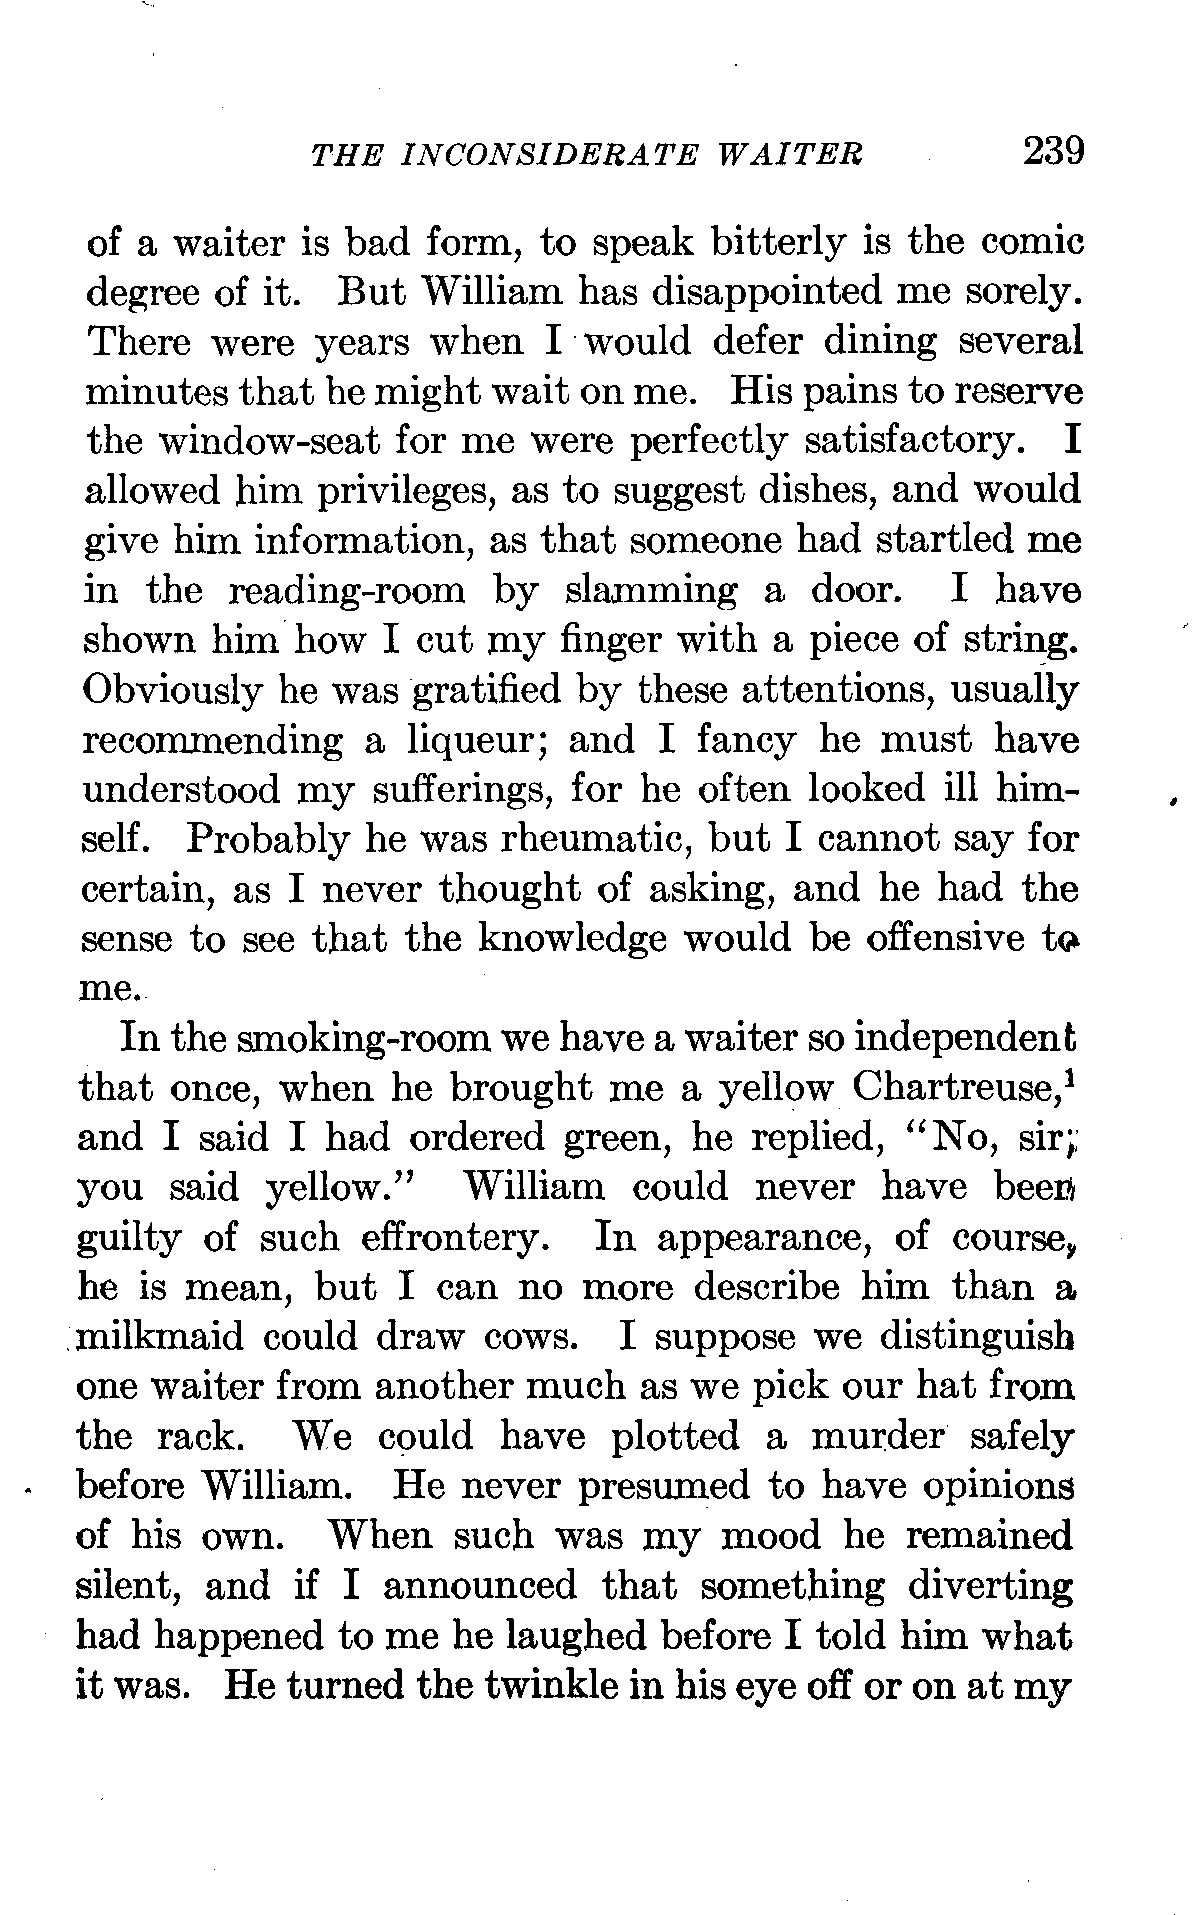 THE INCONSIDERATE WAITER 239
of a waiter is bad form, to speak bitterly is the comic
degree of it. But William has disappointed me sorely.
There were years when I would defer dining several
minutes that he might wait on me. His pains to reserve
the window-seat for me were perfectly satisfactory. I
allowed him privileges, as to suggest dishes, and would
give him information, as that someone had startled me
in the reading-room by slamming a door. I have
shown him how I cut my finger with a piece of string.
Obviously he was gratified by these attentions, usually
recommending a liqueur; and I fancy he must have
understood my sufferings, for he often looked ill him-
self. Probably he was rheumatic, but I cannot say for
certain, as I never thought of asking, and he had the
sense to see that the knowledge would be offensive to
me.
In the smoking-room we have a waiter so independent
that once, when he brought me a yellow Chartreuse,¹
and I said I had ordered green, he replied, “No, sir;
you said yellow.” William could never have been
guilty of such effrontery. In appearance, of course,
he is mean, but I can no more describe him than a
milkmaid could draw cows. I suppose we distinguish
one waiter from another much as we pick our hat from
the rack. We could have plotted a murder safely
before William. He never presumed to have opinions
of his own. When such was my mood he remained
silent, and if I announced that something diverting
had happened to me he laughed before I told him what
it was. He turned the twinkle in his eye off or on at my